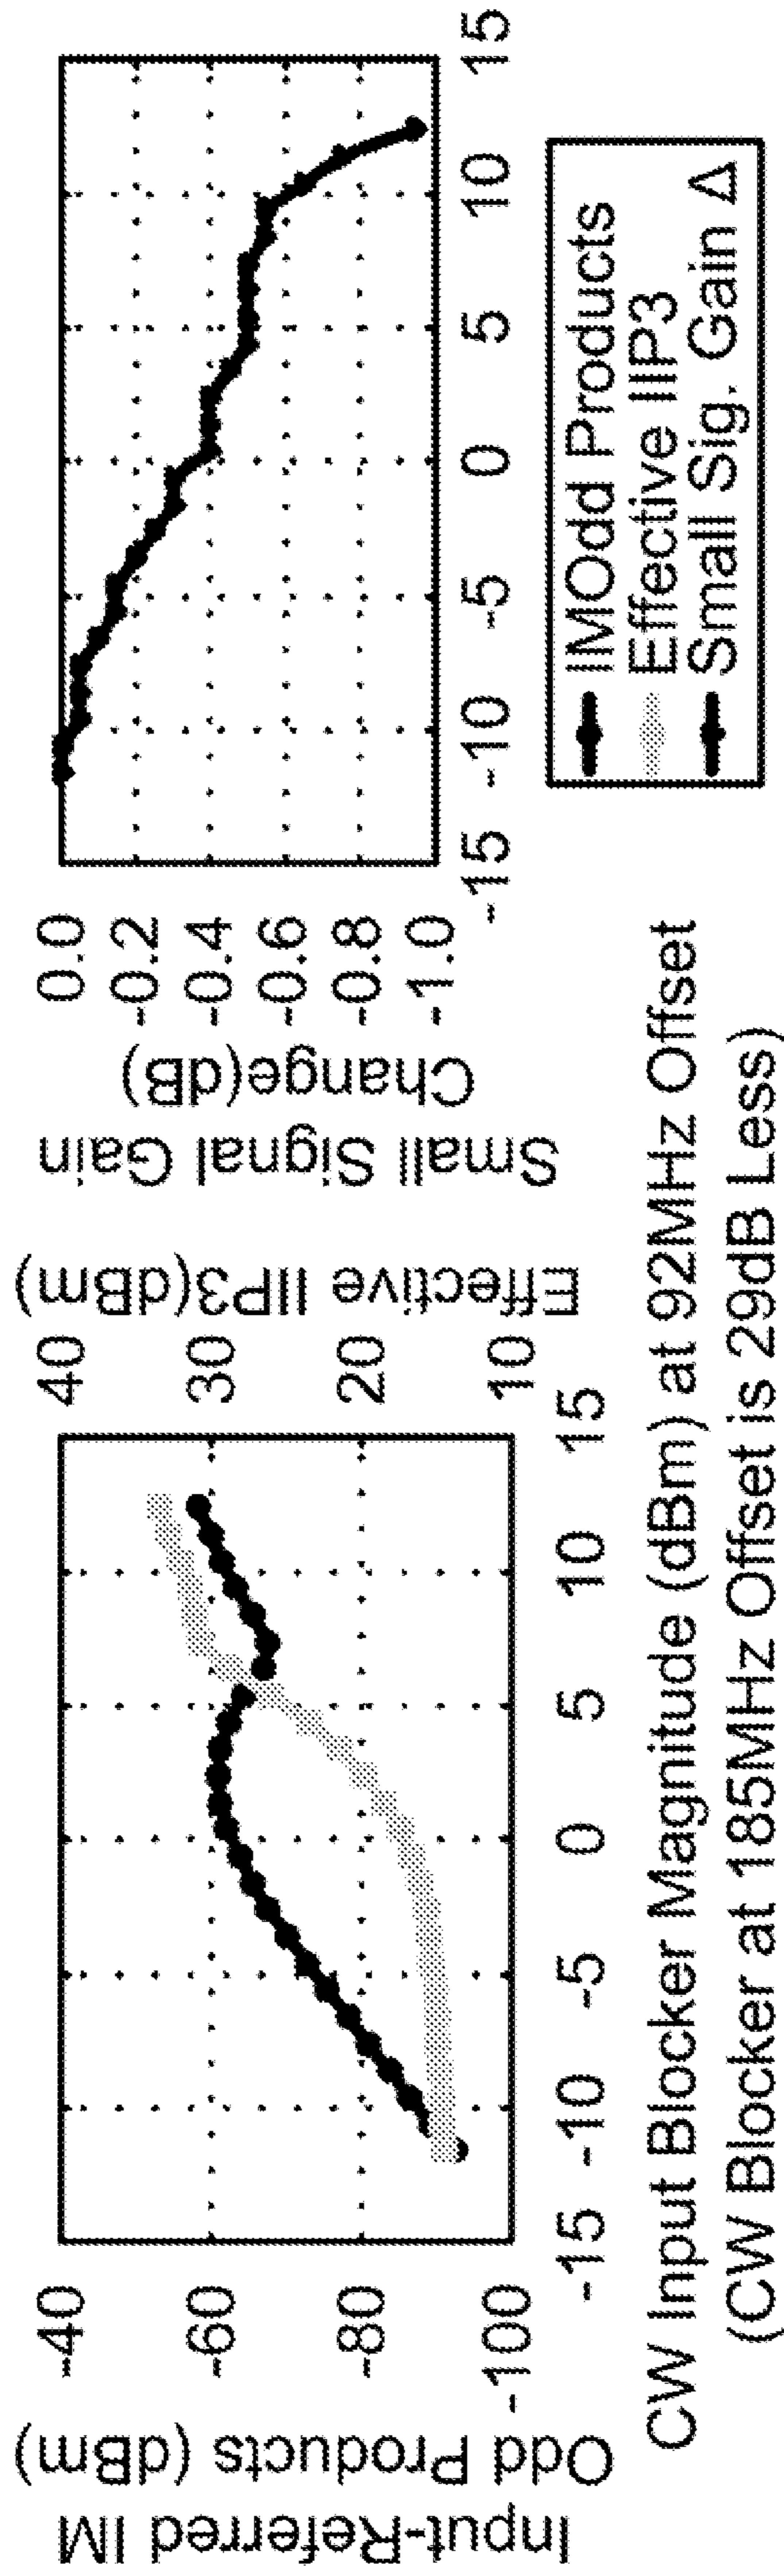 Input-Referred IM
Odd Products (dBm)
-40
-60
-80
-100
-15 -10 -5 0 5 10 15
40
30
20
10
Effective IIP3(dBm)
Small Signal Gain
Change(dB)
0.0
-0.2
-0.4
-0.6
-0.8
-1.0
-15 -10 -5 0 5 10 15
CW Input Blocker Magnitude (dBm) at 92MHz Offset
(CW Blocker at 185MHz Offset is 29dB Less)
IMOdd Products
Effective IIP3
Small Sig. Gain Δ